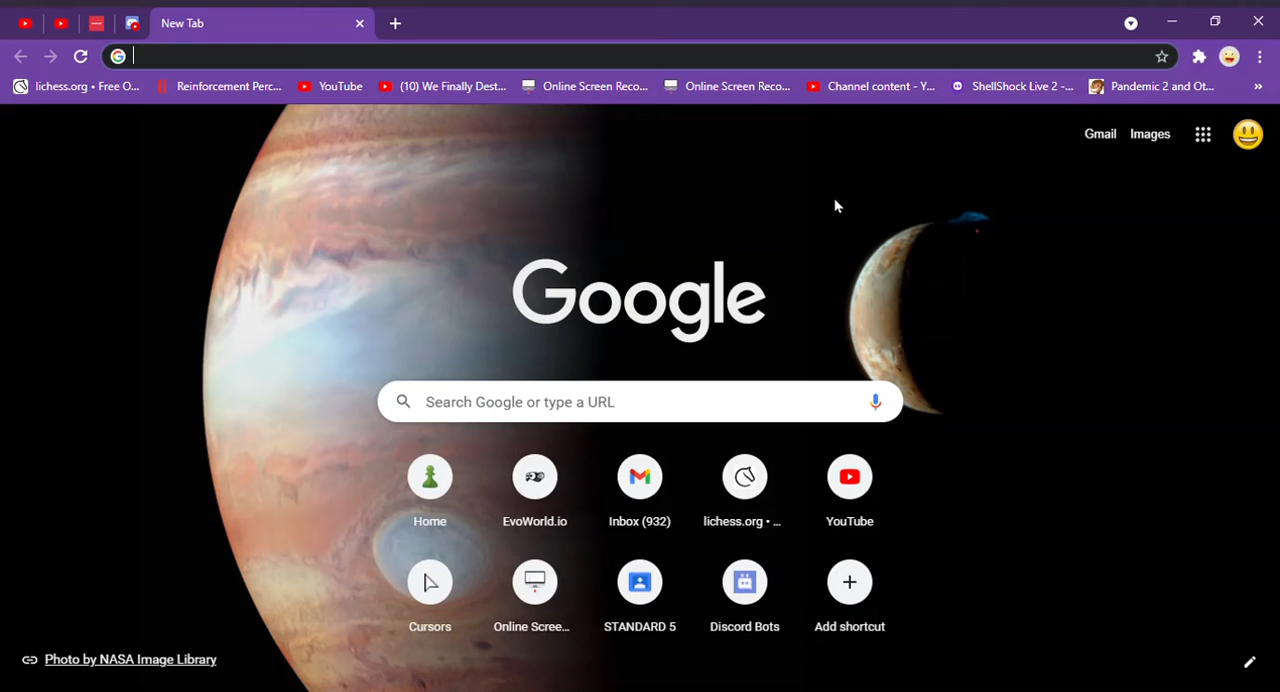 New Tab
lichess.org • Free O...
Reinforcement Perc...
YouTube
(10) We Finally Dest...
Online Screen Reco...
Online Screen Reco...
Channel content - Y...
ShellShock Live 2 -...
Pandemic 2 and Ot...
»
Gmail
Images
Google
Search Google or type a URL
Home
EvoWorld.io
Inbox (932)
lichess.org • ...
YouTube
Cursors
Online Scree...
STANDARD 5
Discord Bots
Add shortcut
Photo by NASA Image Library